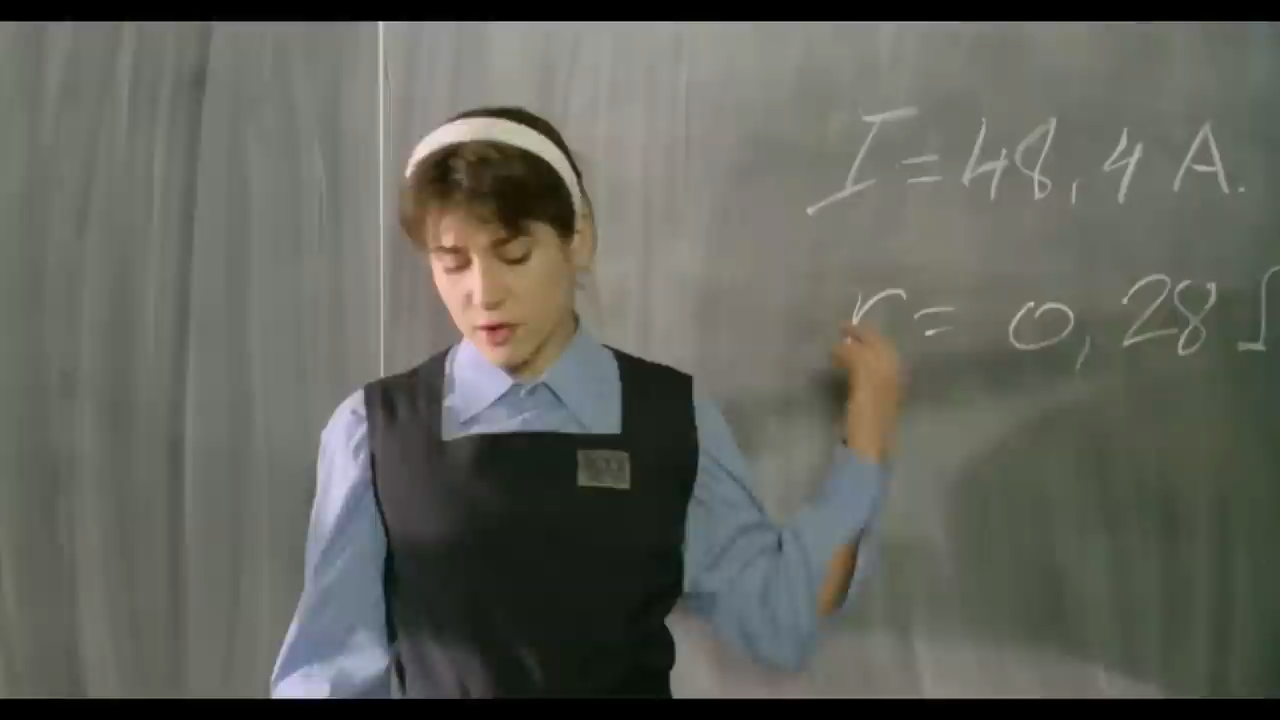 I = 48,4 A.
r = 0,28